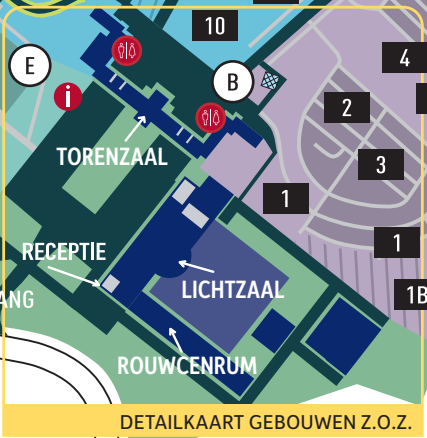 10
4
E
B
i
2
TORENZAAL
3
1
1
RECEPTIE
LICHTZAAL
1B
ANG
ROUWCENRUM
DETAILKAART GEBOUWEN Z.O.Z.